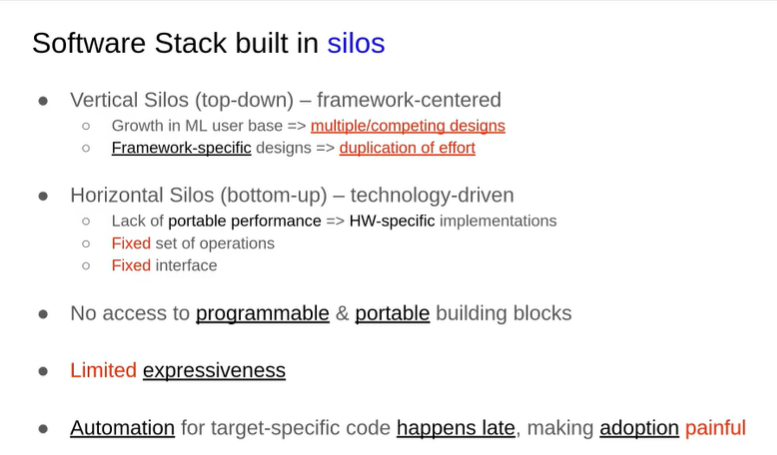 Software Stack built in silos
● Vertical Silos (top-down) – framework-centered
○ Growth in ML user base => multiple/competing designs
○ Framework-specific designs => duplication of effort
● Horizontal Silos (bottom-up) – technology-driven
○ Lack of portable performance => HW-specific implementations
○ Fixed set of operations
○ Fixed interface
● No access to programmable & portable building blocks
● Limited expressiveness
● Automation for target-specific code happens late, making adoption painful